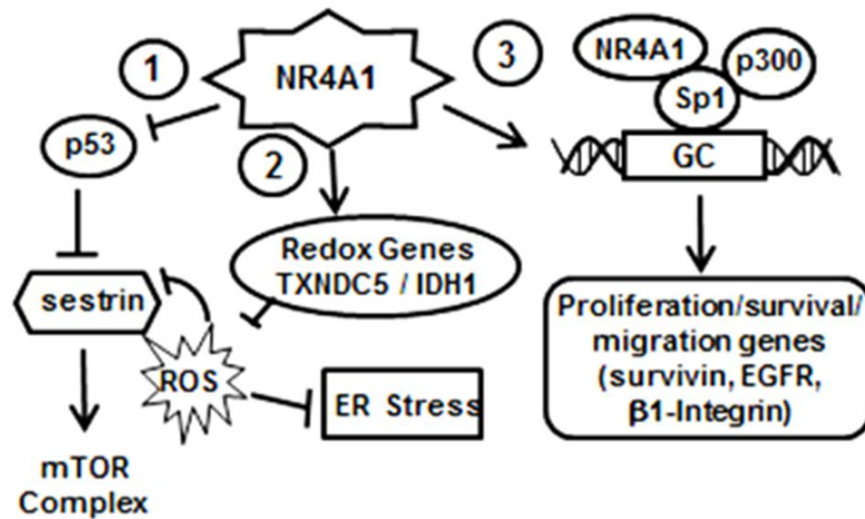 1
NR4A1
3
NR4A1
p300
Sp1
p53
2
GC
Redox Genes
TXNDC5 / IDH1
sestrin
Proliferation/survival/
migration genes
(survivin, EGFR,
β1-Integrin)
ROS
ER Stress
mTOR
Complex